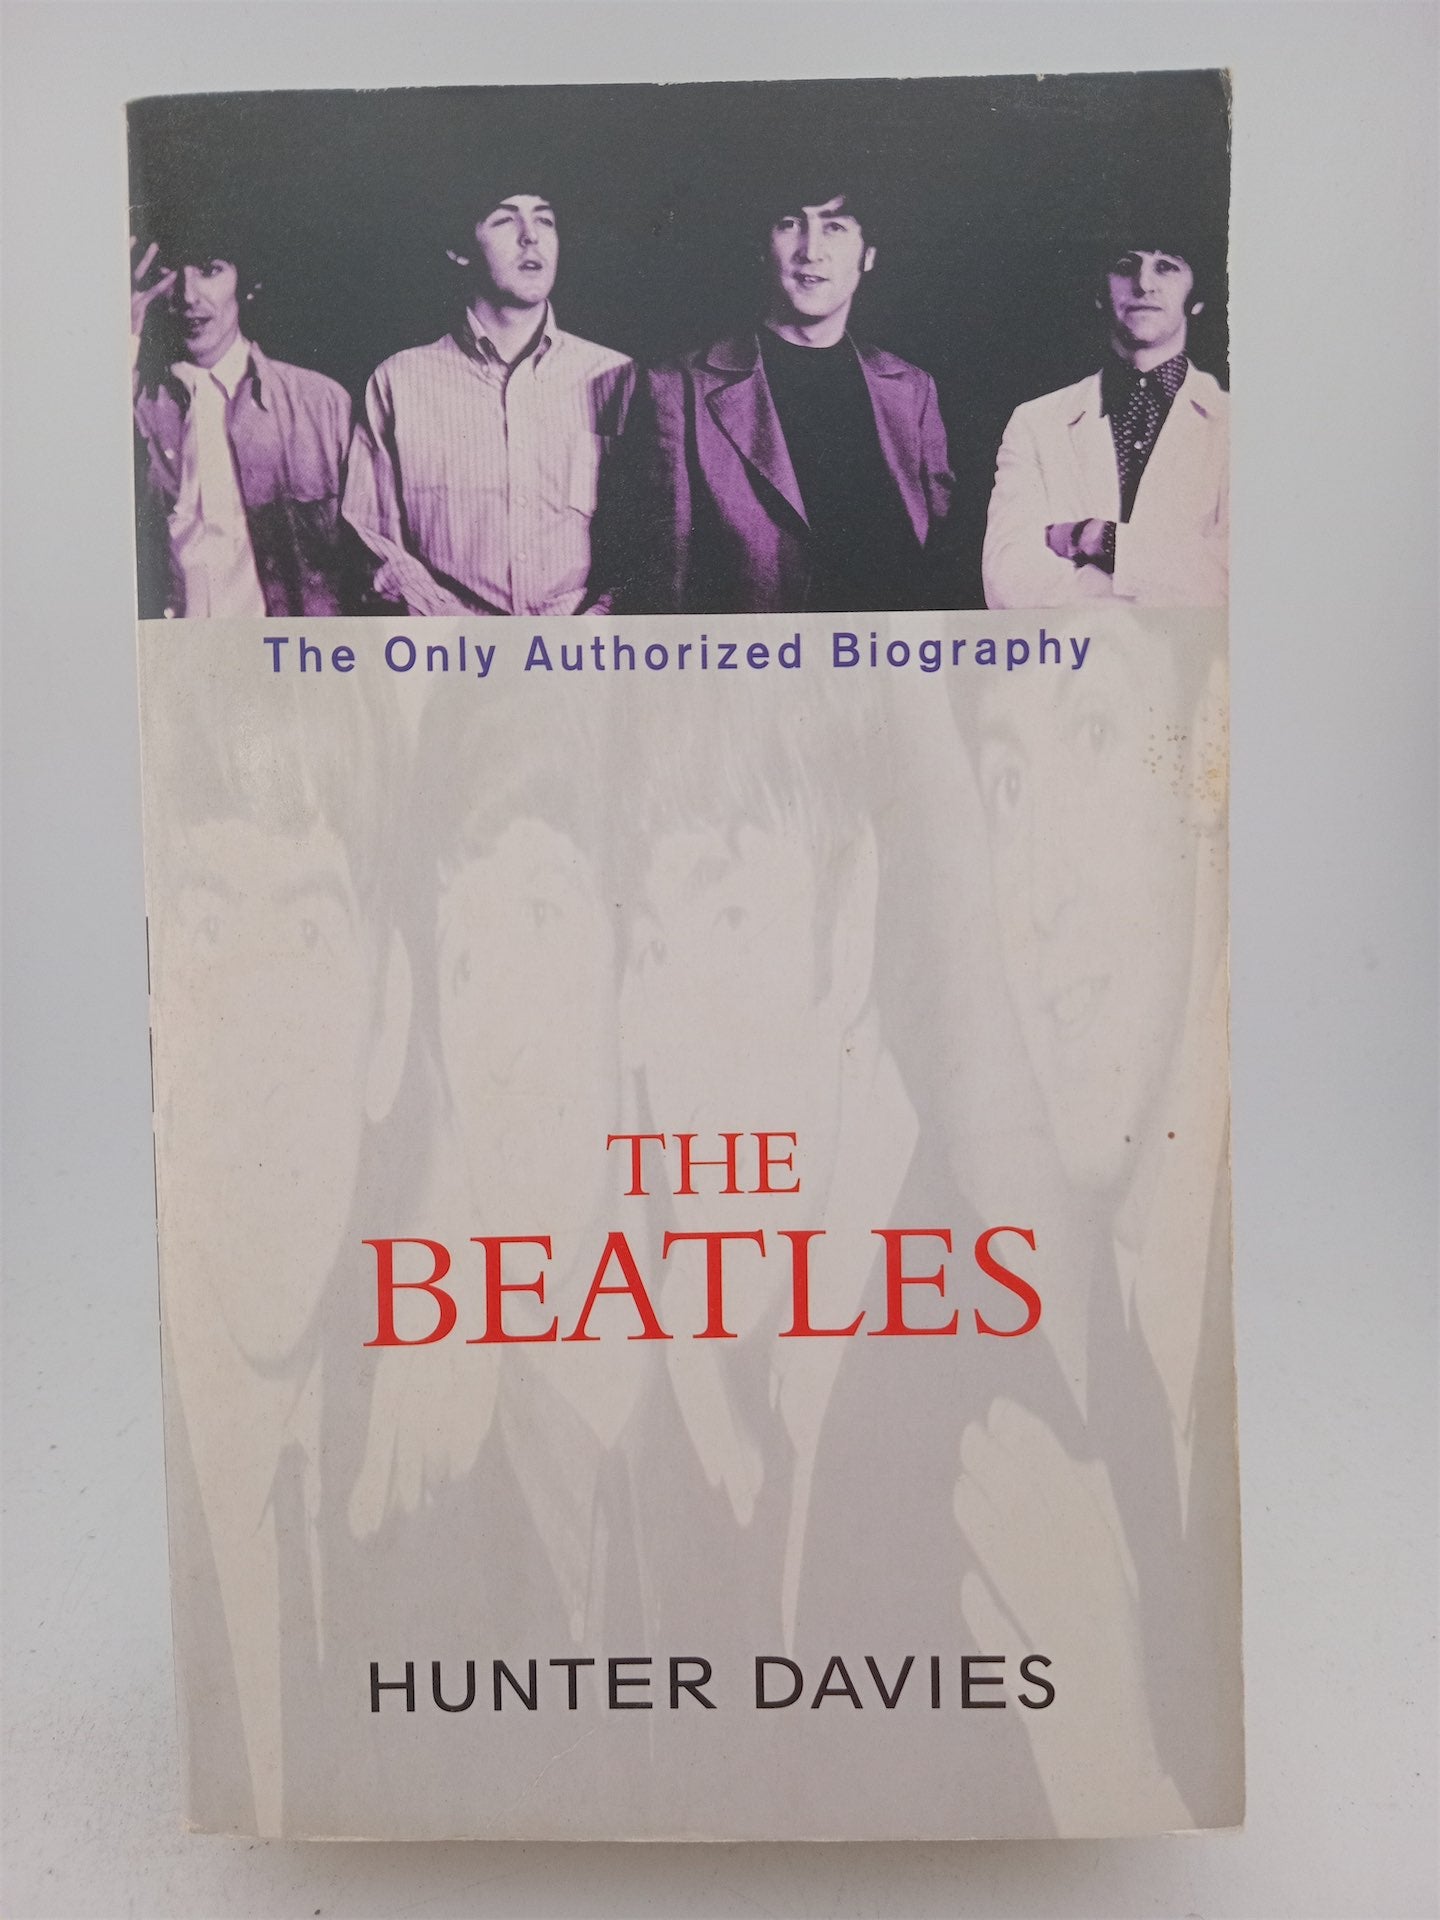 The Only Authorized Biography
THE
BEATLES
HUNTER DAVIES